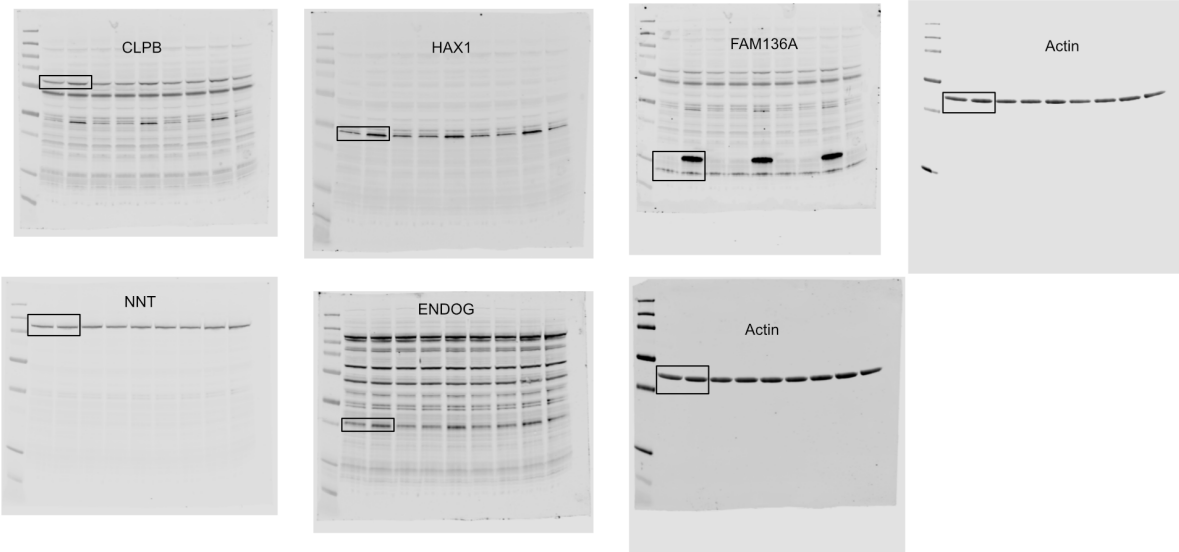 CLPB
HAX1
FAM136A
Actin
NNT
ENDOG
Actin